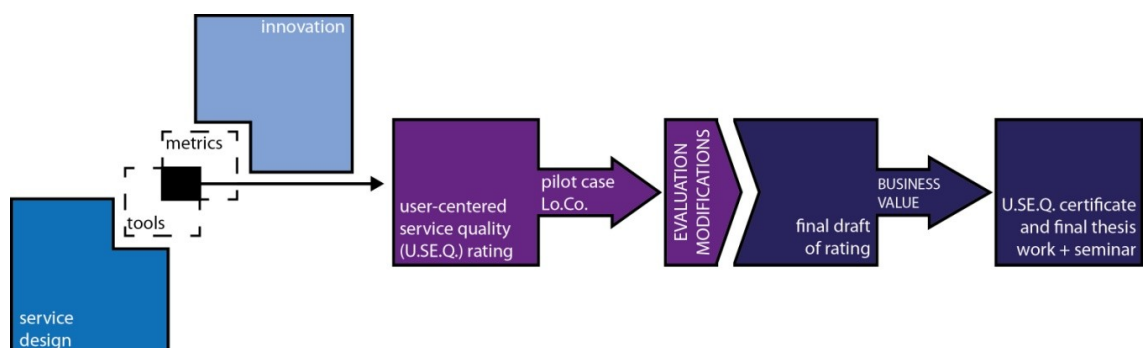 innovation
metrics
tools
service
design
user-centered
service quality
(U.SE.Q.) rating
pilot case
Lo.Co.
EVALUATION
MODIFICATIONS
final draft
of rating
BUSINESS
VALUE
U.SE.Q. certificate
and final thesis
work + seminar